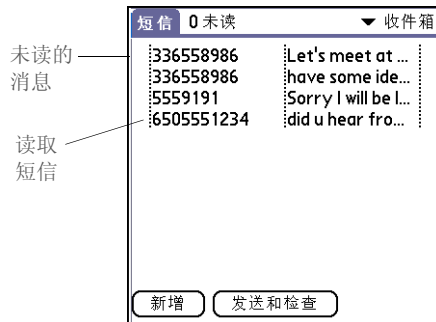 短信 0 未读 收件箱
未读的
消息
336558986 Let's meet at ...
336558986 have some ide...
5559191 Sorry I will be l...
6505551234 did u hear fro...
读取
短信
新增 发送和检查